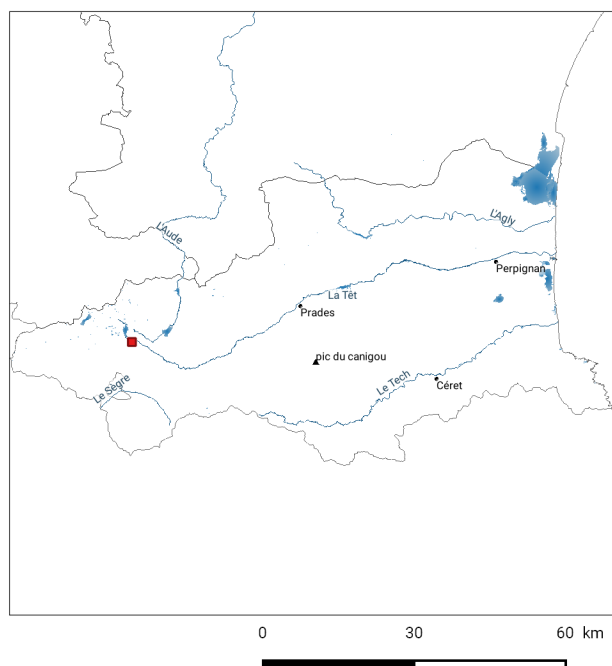 L'Agly
L'Aude
Perpignan
La Têt
Prades
pic du canigou
Le Sègre
Le Tech
Céret
0 30 60 km